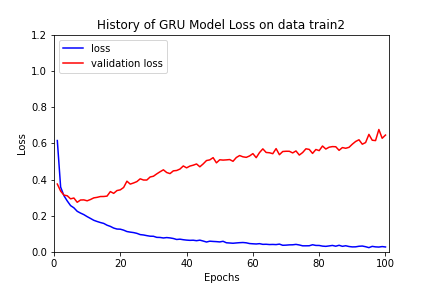 History of GRU Model Loss on data train2
1.2
1.0
0.8
0.6
0.4
0.2
0.0
Loss
loss
validation loss
0 20 40 60 80 100
Epochs